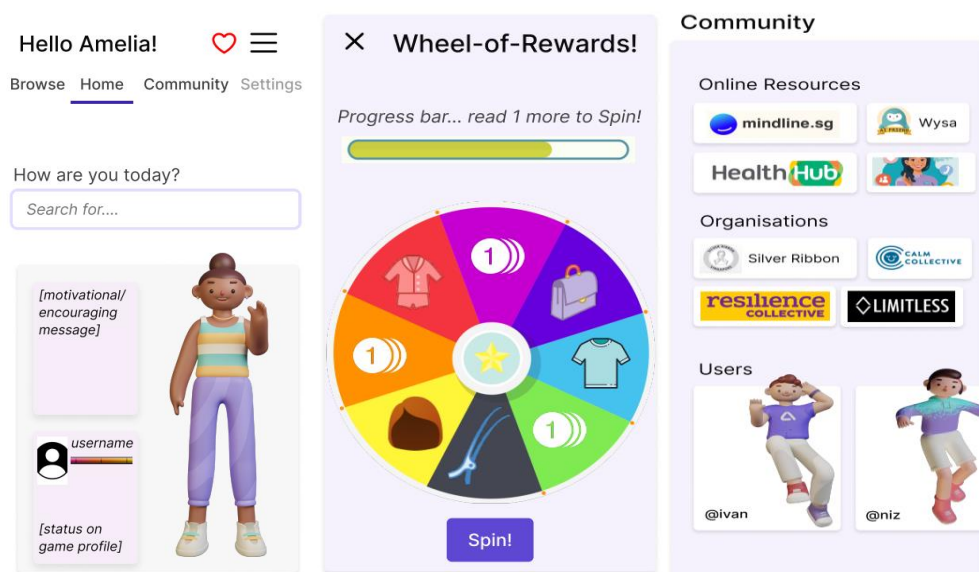 Hello Amelia!
Browse Home Community Settings
How are you today?
Search for....
[motivational/
encouraging
message]
username
[status on
game profile]
Wheel-of-Rewards!
Progress bar... read 1 more to Spin!
1
1
1
Spin!
Community
Online Resources
mindline.sg
Wysa
HealthHub
Organisations
Silver Ribbon
CALM
COLLECTIVE
resilience
COLLECTIVE
LIMITLESS
Users
@ivan
@niz